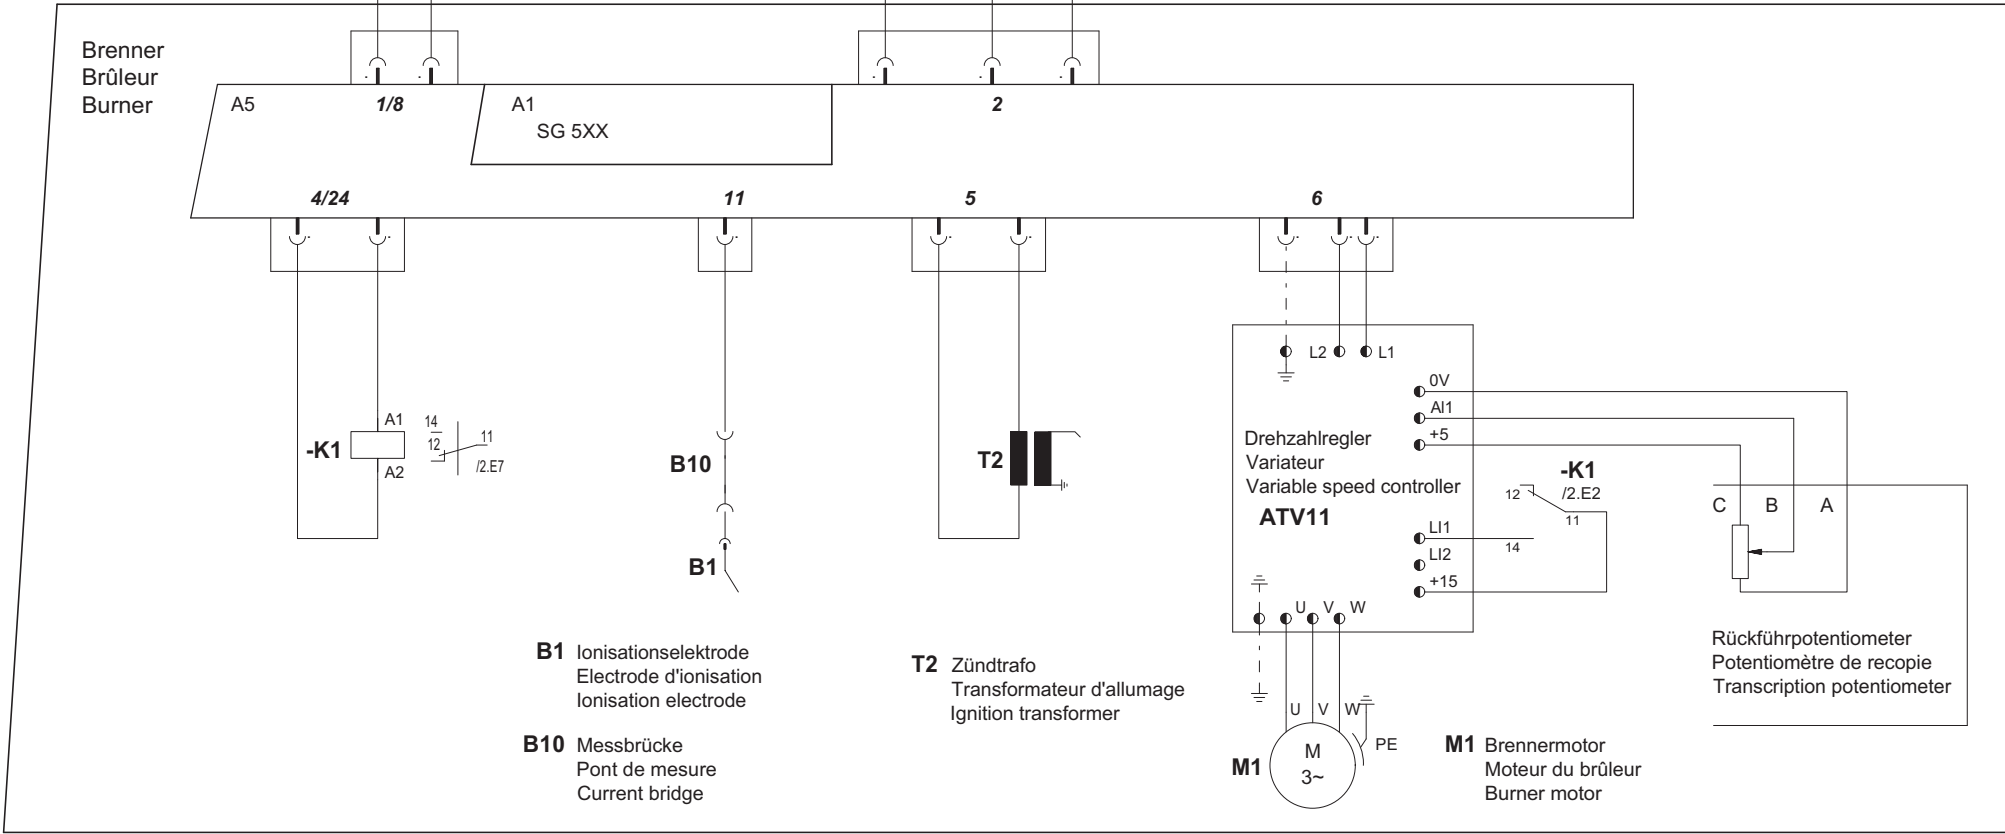 Brenner
Brûleur
Burner
A5
1/8
A1
SG 5XX
2
4/24
11
5
6
L2
L1
0V
AI1
+5
Drehzahlregler
Variateur
Variable speed controller
ATV11
LI1
LI2
+15
U
V
W
-K1
A1
A2
14
12
11
/2.E7
B10
B1
T2
-K1
/2.E2
12
11
14
C
B
A
Rückführpotentiometer
Potentiomètre de recopie
Transcription potentiometer
B1 Ionisationselektrode
Electrode d'ionisation
Ionisation electrode
B10 Messbrücke
Pont de mesure
Current bridge
T2 Zündtrafo
Transformateur d'allumage
Ignition transformer
U
V
W
M1
M
3~
PE
M1 Brennermotor
Moteur du brûleur
Burner motor